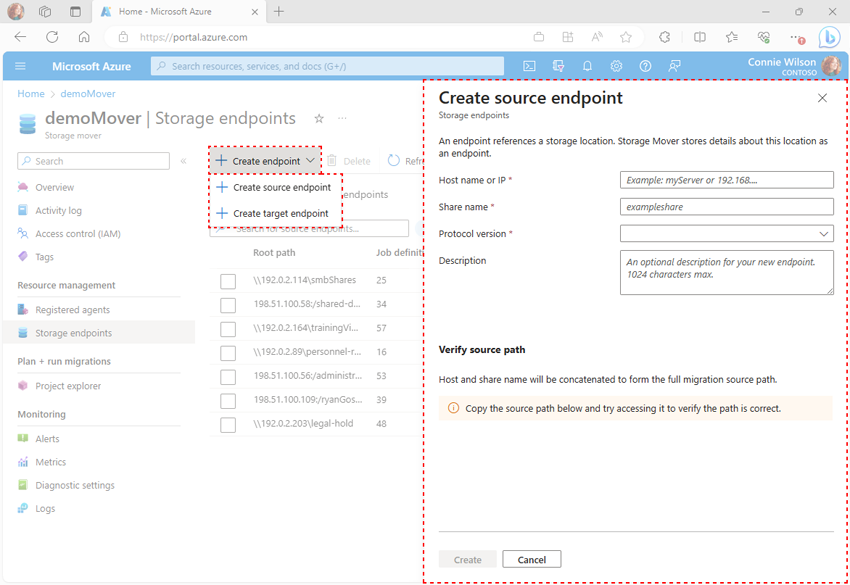 Home - Microsoft Azure
https://portal.azure.com
Microsoft Azure
Search resources, services, and docs (G+/)
Connie Wilson
CONTOSO
Home > demoMover
demoMover | Storage endpoints
Storage mover
Search
Overview
Activity log
Access control (IAM)
Tags
Resource management
Registered agents
Storage endpoints
Plan + run migrations
Project explorer
Monitoring
Alerts
Metrics
Diagnostic settings
Logs
Create endpoint
Delete
Refr
Create source endpoint
Create target endpoint
endpoints
Search for source endpoints...
Root path Job definit
\\192.0.2.114\smbShares 25
198.51.100.58:/shared-d... 34
\\192.0.2.164\trainingVi... 57
\\192.0.2.89\personnel-r... 16
198.51.100.56:/administr... 53
198.51.100.109:/ryanGos... 39
\\192.0.2.203\legal-hold 48
Create source endpoint
Storage endpoints
An endpoint references a storage location. Storage Mover stores details about this location as
an endpoint.
Host name or IP * Example: myServer or 192.168....
Share name * exampleshare
Protocol version *
Description An optional description for your new endpoint.
1024 characters max.
Verify source path
Host and share name will be concatenated to form the full migration source path.
Copy the source path below and try accessing it to verify the path is correct.
Create Cancel